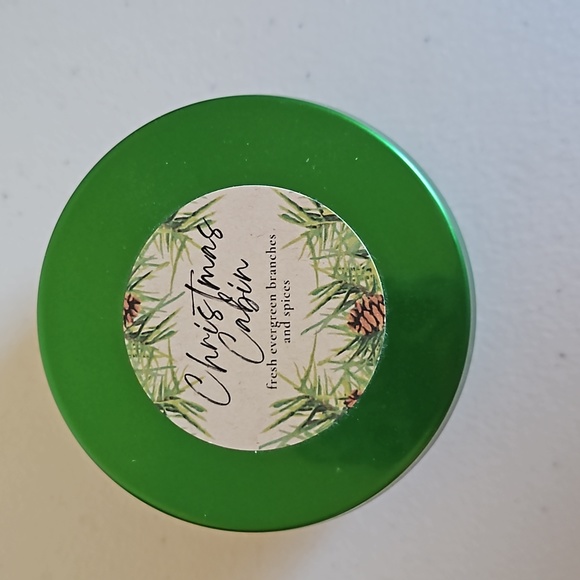 Christmas
Cabin
fresh evergreen branches
and spices